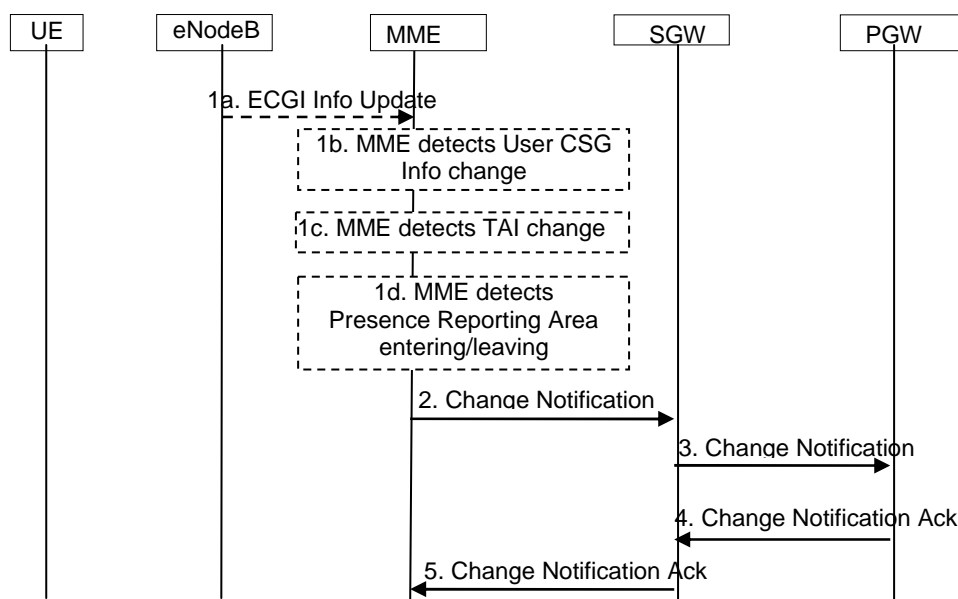 UE
eNodeB
MME
SGW
PGW
1a. ECGI Info Update
1b. MME detects User CSG
Info change
1c. MME detects TAI change
1d. MME detects
Presence Reporting Area
entering/leaving
2. Change Notification
3. Change Notification
4. Change Notification Ack
5. Change Notification Ack